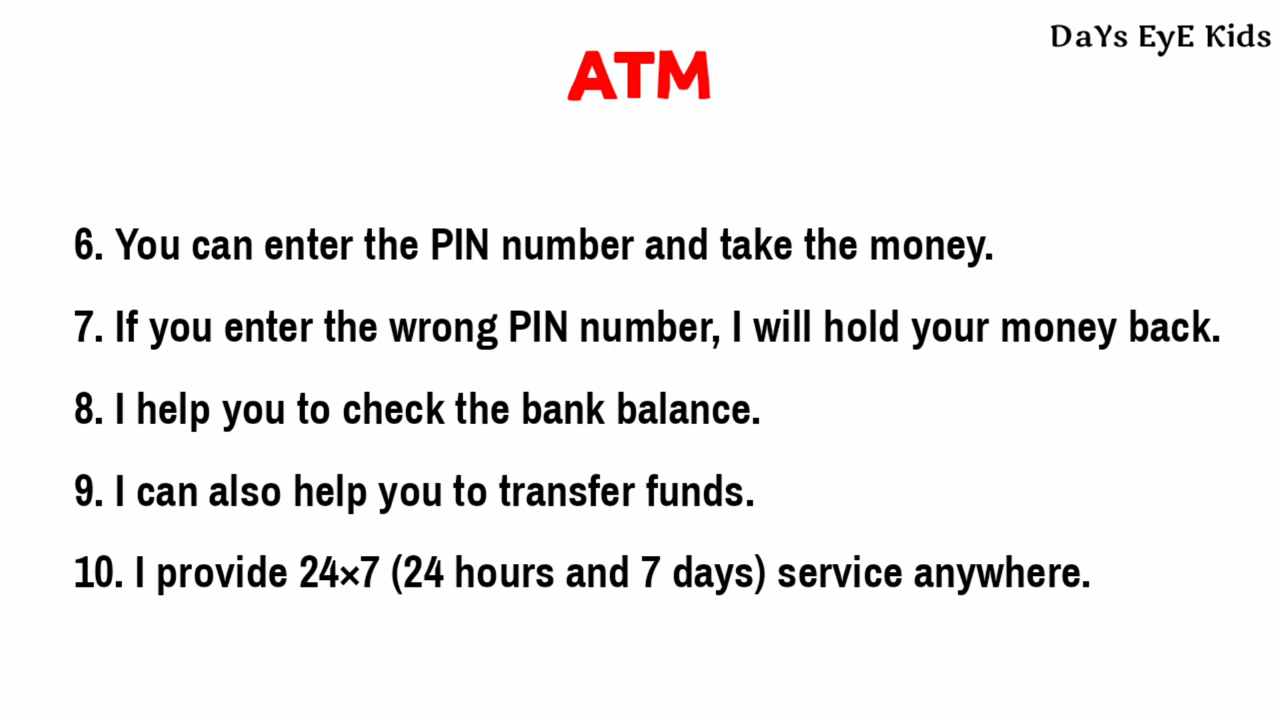 DaYs EyE Kids
ATM
6. You can enter the PIN number and take the money.
7. If you enter the wrong PIN number, I will hold your money back.
8. I help you to check the bank balance.
9. I can also help you to transfer funds.
10. I provide 24×7 (24 hours and 7 days) service anywhere.